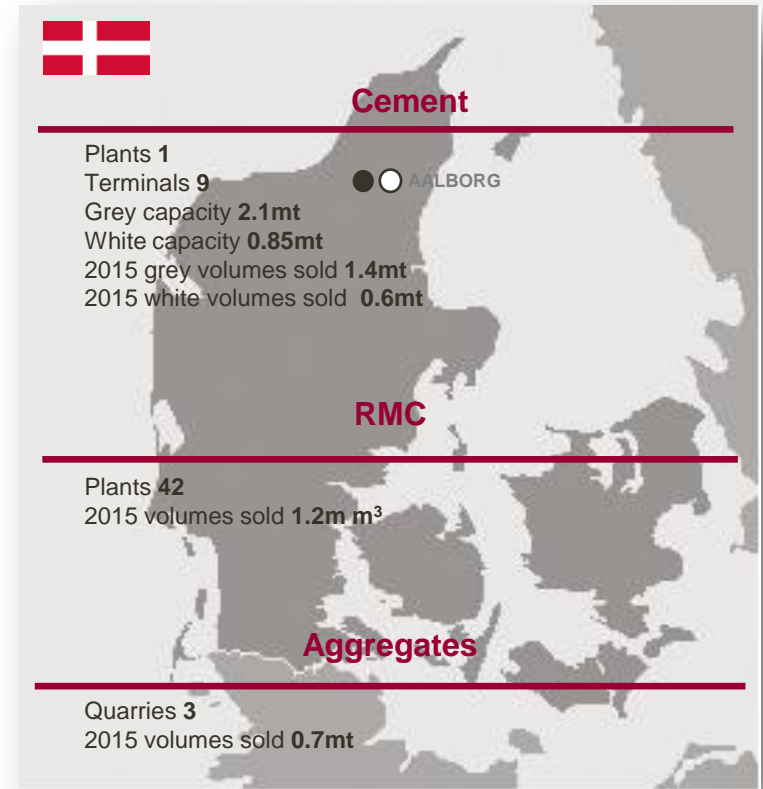 Cement
Plants 1
Terminals 9
AALBORG
Grey capacity 2.1mt
White capacity 0.85mt
2015 grey volumes sold 1.4mt
2015 white volumes sold 0.6mt
RMC
Plants 42
2015 volumes sold 1.2m m³
Aggregates
Quarries 3
2015 volumes sold 0.7mt